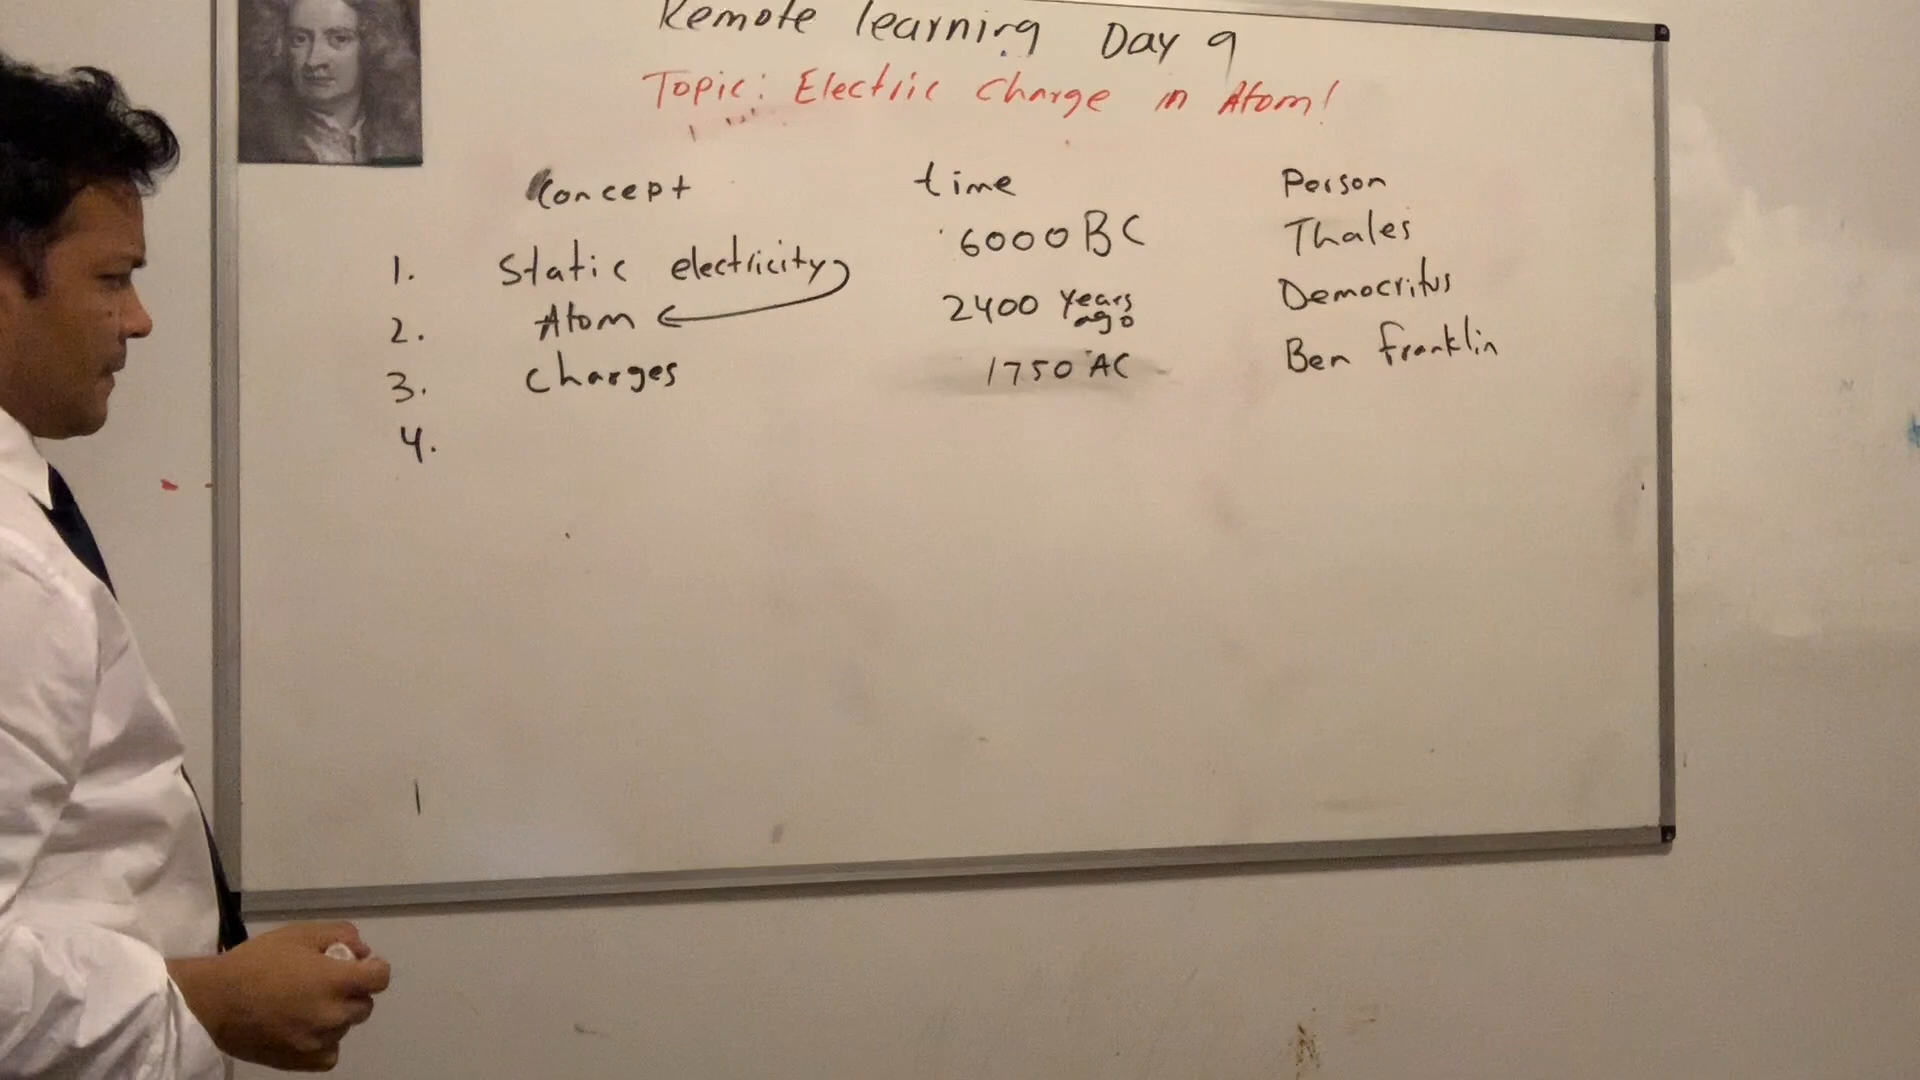 Remote learning Day 9
Topic: Electric Charge in Atom!
Concept time Person
1. Static electricity 6000 BC Thales
2. Atom 2400 years ago Democritus
3. Charges 1750 AC Ben Franklin
4.